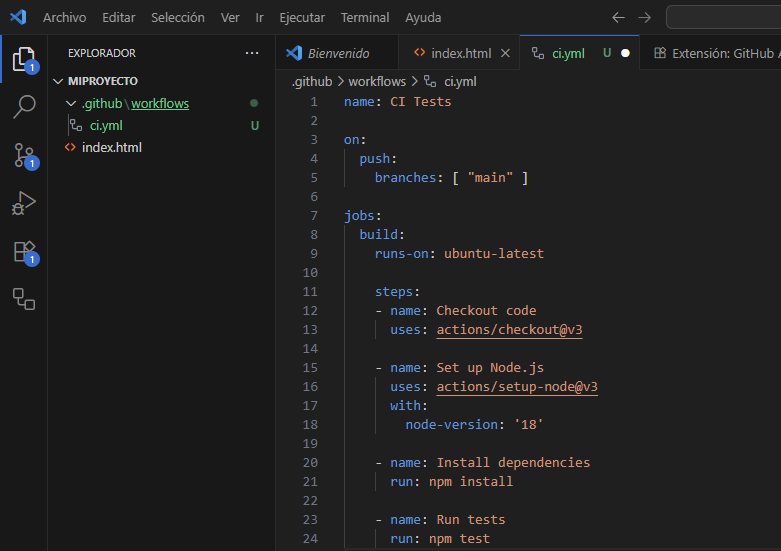 Archivo Editar Selección Ver Ir Ejecutar Terminal Ayuda
EXPLORADOR
MIPROYECTO
.github\workflows
ci.yml U
index.html
1
1
1
Bienvenido index.html ci.yml U Extensión: GitHub
.github > workflows > ci.yml
1 name: CI Tests
2
3 on:
4 push:
5 branches: [ "main" ]
6
7 jobs:
8 build:
9 runs-on: ubuntu-latest
10
11 steps:
12 - name: Checkout code
13 uses: actions/checkout@v3
14
15 - name: Set up Node.js
16 uses: actions/setup-node@v3
17 with:
18 node-version: '18'
19
20 - name: Install dependencies
21 run: npm install
22
23 - name: Run tests
24 run: npm test